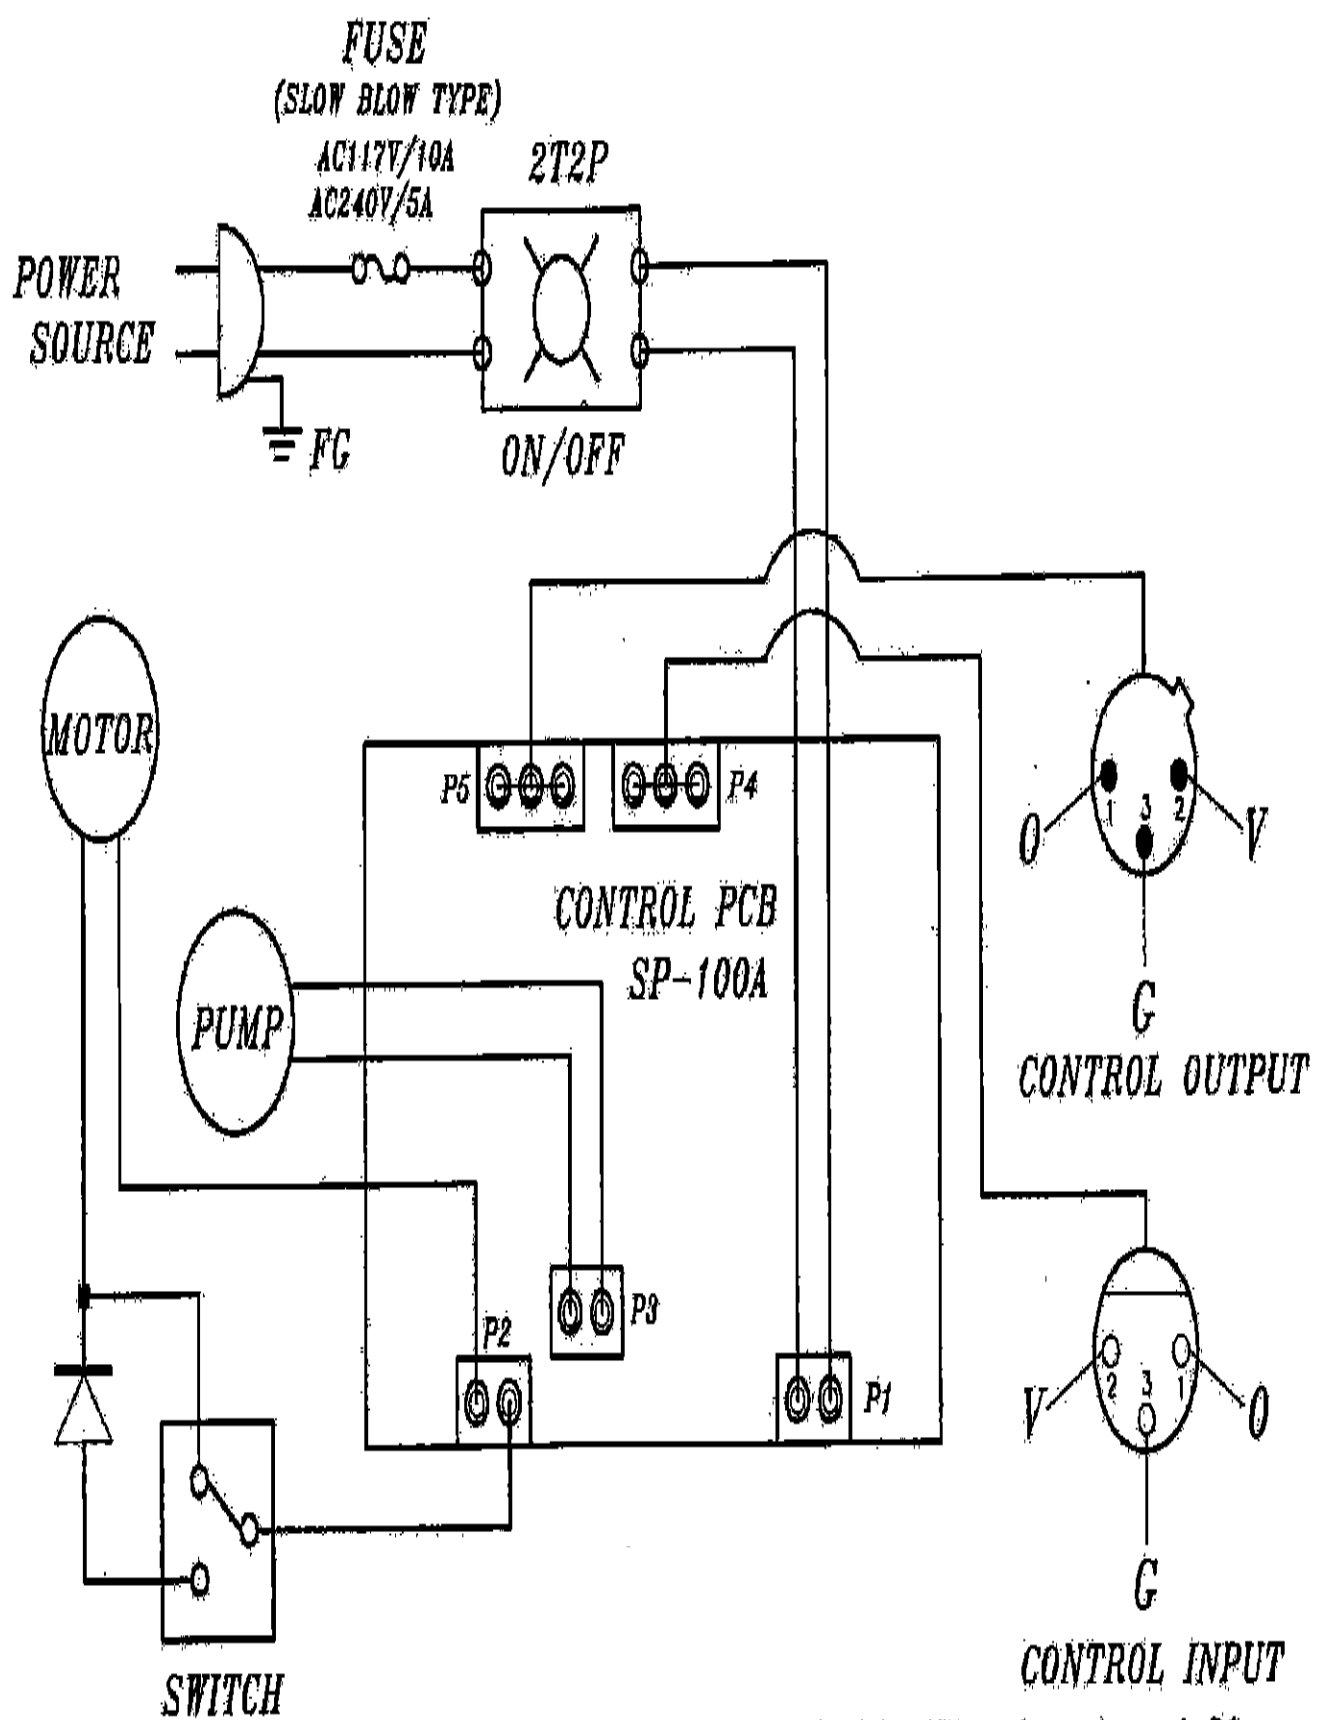 FUSE
(SLOW BLOW TYPE)
AC117V/10A
AC240V/5A
2T2P
POWER
SOURCE
FG
ON/OFF
MOTOR
P5
P4
1
3
2
O
V
G
CONTROL PCB
SP-100A
PUMP
CONTROL OUTPUT
P3
P2
P1
2
3
1
V
O
G
CONTROL INPUT
SWITCH